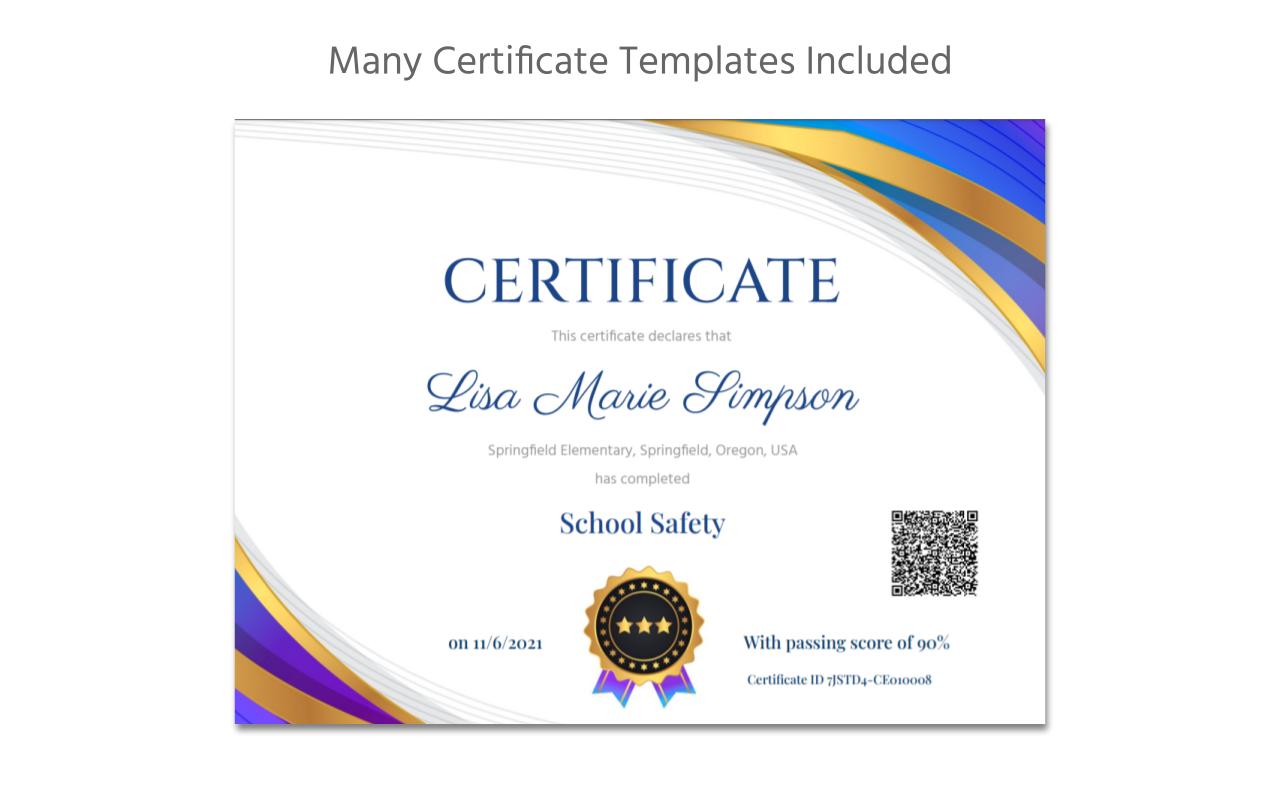 Many Certificate Templates Included
CERTIFICATE
This certificate declares that
Lisa Marie Simpson
Springfield Elementary, Springfield, Oregon, USA
has completed
School Safety
on 11/6/2021
With passing score of 90%
Certificate ID 7JSTD4-CE010008